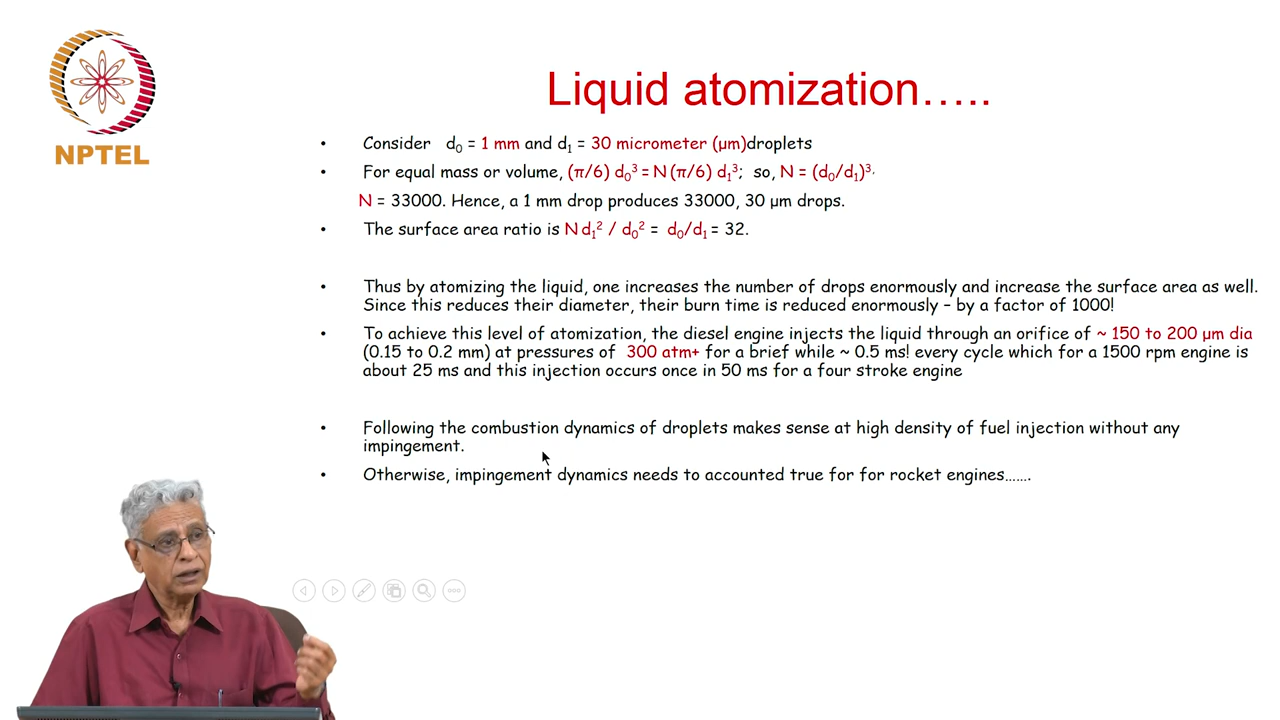 NPTEL
Liquid atomization.....
• Consider d₀ = 1 mm and d₁ = 30 micrometer (μm)droplets
• For equal mass or volume, (π/6) d₀³ = N (π/6) d₁³; so, N = (d₀/d₁)³.
N = 33000. Hence, a 1 mm drop produces 33000, 30 μm drops.
• The surface area ratio is N d₁² / d₀² = d₀/d₁ = 32.
• Thus by atomizing the liquid, one increases the number of drops enormously and increase the surface area as well.
Since this reduces their diameter, their burn time is reduced enormously – by a factor of 1000!
• To achieve this level of atomization, the diesel engine injects the liquid through an orifice of ~ 150 to 200 μm dia
(0.15 to 0.2 mm) at pressures of 300 atm+ for a brief while ~ 0.5 ms! every cycle which for a 1500 rpm engine is
about 25 ms and this injection occurs once in 50 ms for a four stroke engine
• Following the combustion dynamics of droplets makes sense at high density of fuel injection without any
impingement.
• Otherwise, impingement dynamics needs to accounted true for for rocket engines…….